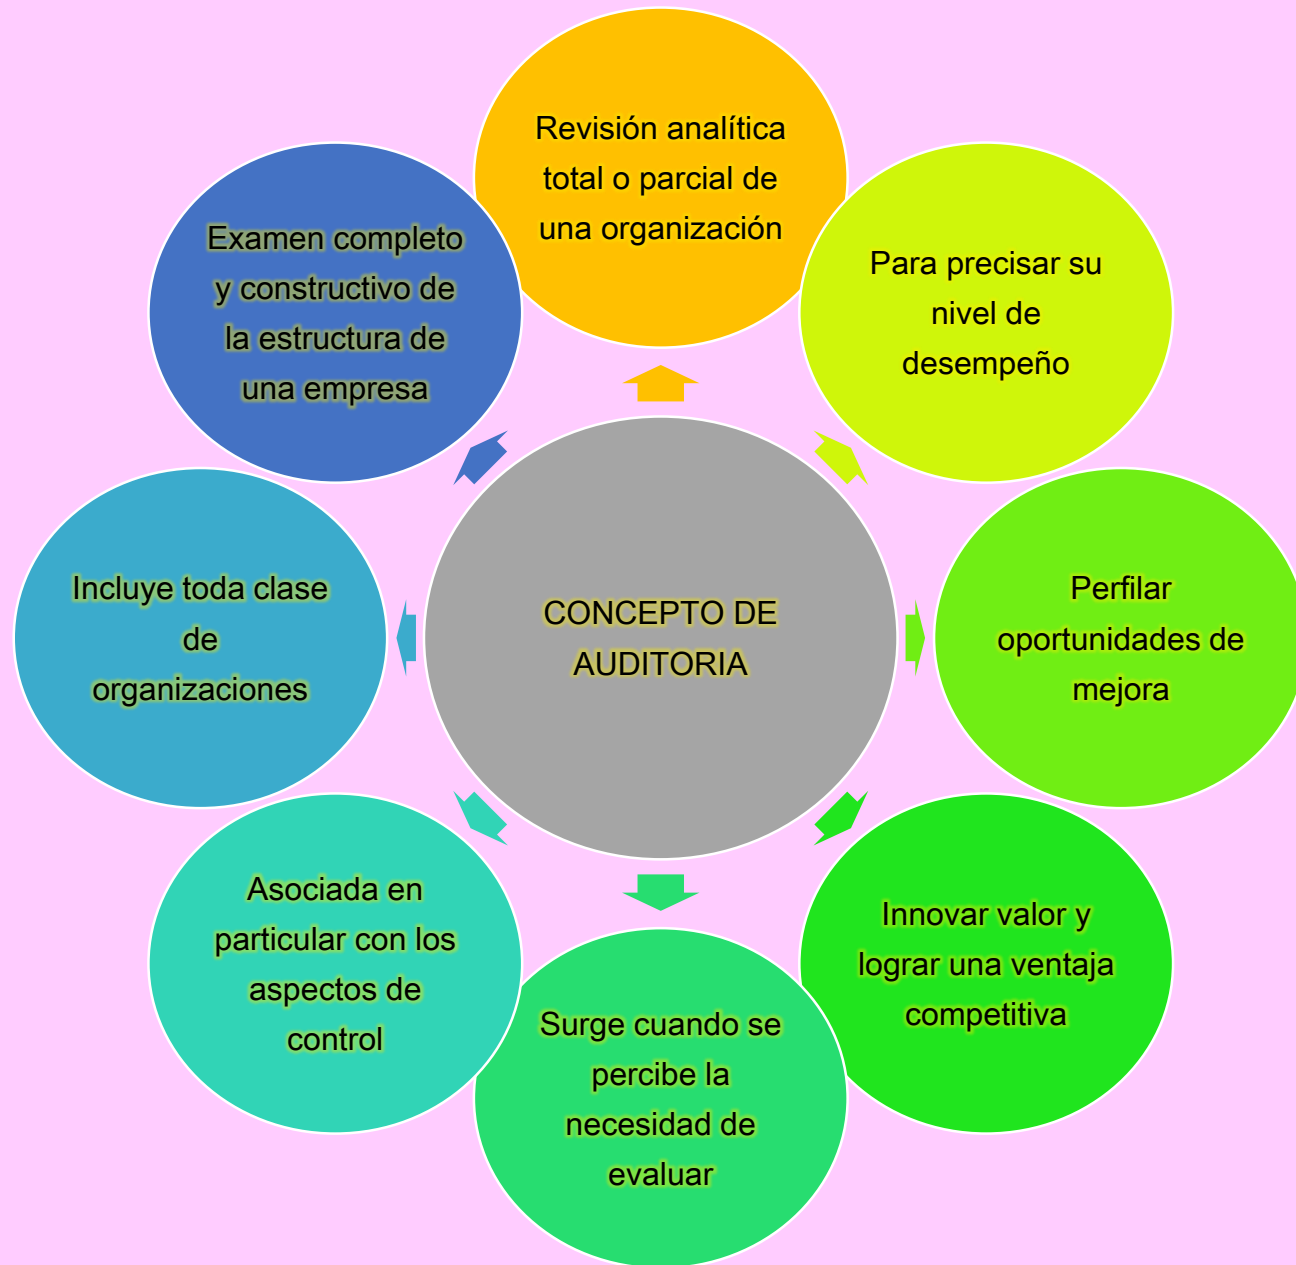 Revisión analítica
total o parcial de
una organización
Para precisar su
nivel de
desempeño
Perfilar
oportunidades de
mejora
Innovar valor y
lograr una ventaja
competitiva
Surge cuando se
percibe la
necesidad de
evaluar
Asociada en
particular con los
aspectos de
control
Incluye toda clase
de
organizaciones
Examen completo
y constructivo de
la estructura de
una empresa
CONCEPTO DE
AUDITORIA